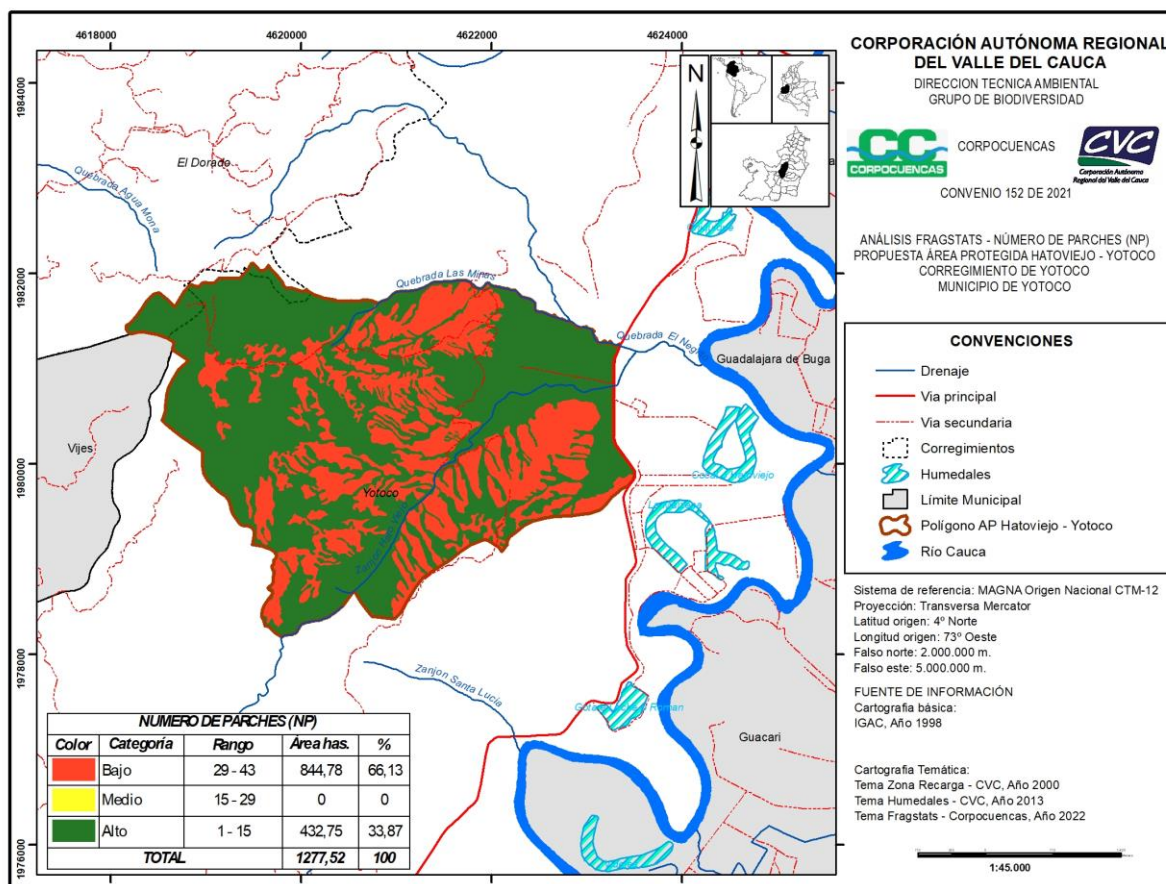 4618000 4620000 4622000 4624000
1984000
1982000
1980000
1978000
1976000
El Dorado
Quebrada Agua Mona
Quebrada Las Minas
Quebrada El Negro
Guadalajara de Buga
Vijes
Yotoco
Zanjon Santa Lucia
Guacari
N
NUMERO DE PARCHES (NP)
Color Categoría Rango Área has. %
Bajo 29 - 43 844,78 66,13
Medio 15 - 29 0 0
Alto 1 - 15 432,75 33,87
TOTAL 1277,52 100
CORPORACIÓN AUTÓNOMA REGIONAL
DEL VALLE DEL CAUCA
DIRECCION TECNICA AMBIENTAL
GRUPO DE BIODIVERSIDAD
CC
CORPOCUENCAS
CORPOCUENCAS
CVC
Corporación Autónoma
Regional del Valle del Cauca
CONVENIO 152 DE 2021
ANÁLISIS FRAGSTATS - NÚMERO DE PARCHES (NP)
PROPUESTA ÁREA PROTEGIDA HATOVIEJO - YOTOCO
CORREGIMIENTO DE YOTOCO
MUNICIPIO DE YOTOCO
CONVENCIONES
Drenaje
Via principal
Via secundaria
Corregimientos
Humedales
Límite Municipal
Polígono AP Hatoviejo - Yotoco
Río Cauca
Sistema de referencia: MAGNA Origen Nacional CTM-12
Proyección: Transversa Mercator
Latitud origen: 4º Norte
Longitud origen: 73º Oeste
Falso norte: 2.000.000 m.
Falso este: 5.000.000 m.
FUENTE DE INFORMACIÓN
Cartografia básica:
IGAC, Año 1998
Cartografia Temática:
Tema Zona Recarga - CVC, Año 2000
Tema Humedales - CVC, Año 2013
Tema Fragstats - Corpocuencas, Año 2022
1:45.000